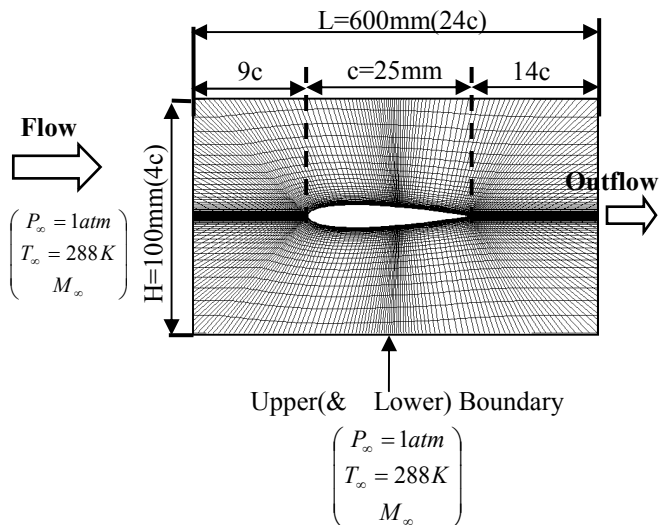 L=600mm(24c)
9c
c=25mm
14c
Flow
P∞ = 1atm
T∞ = 288K
M∞
H=100mm(4c)
Outflow
Upper(& Lower) Boundary
P∞ = 1atm
T∞ = 288K
M∞